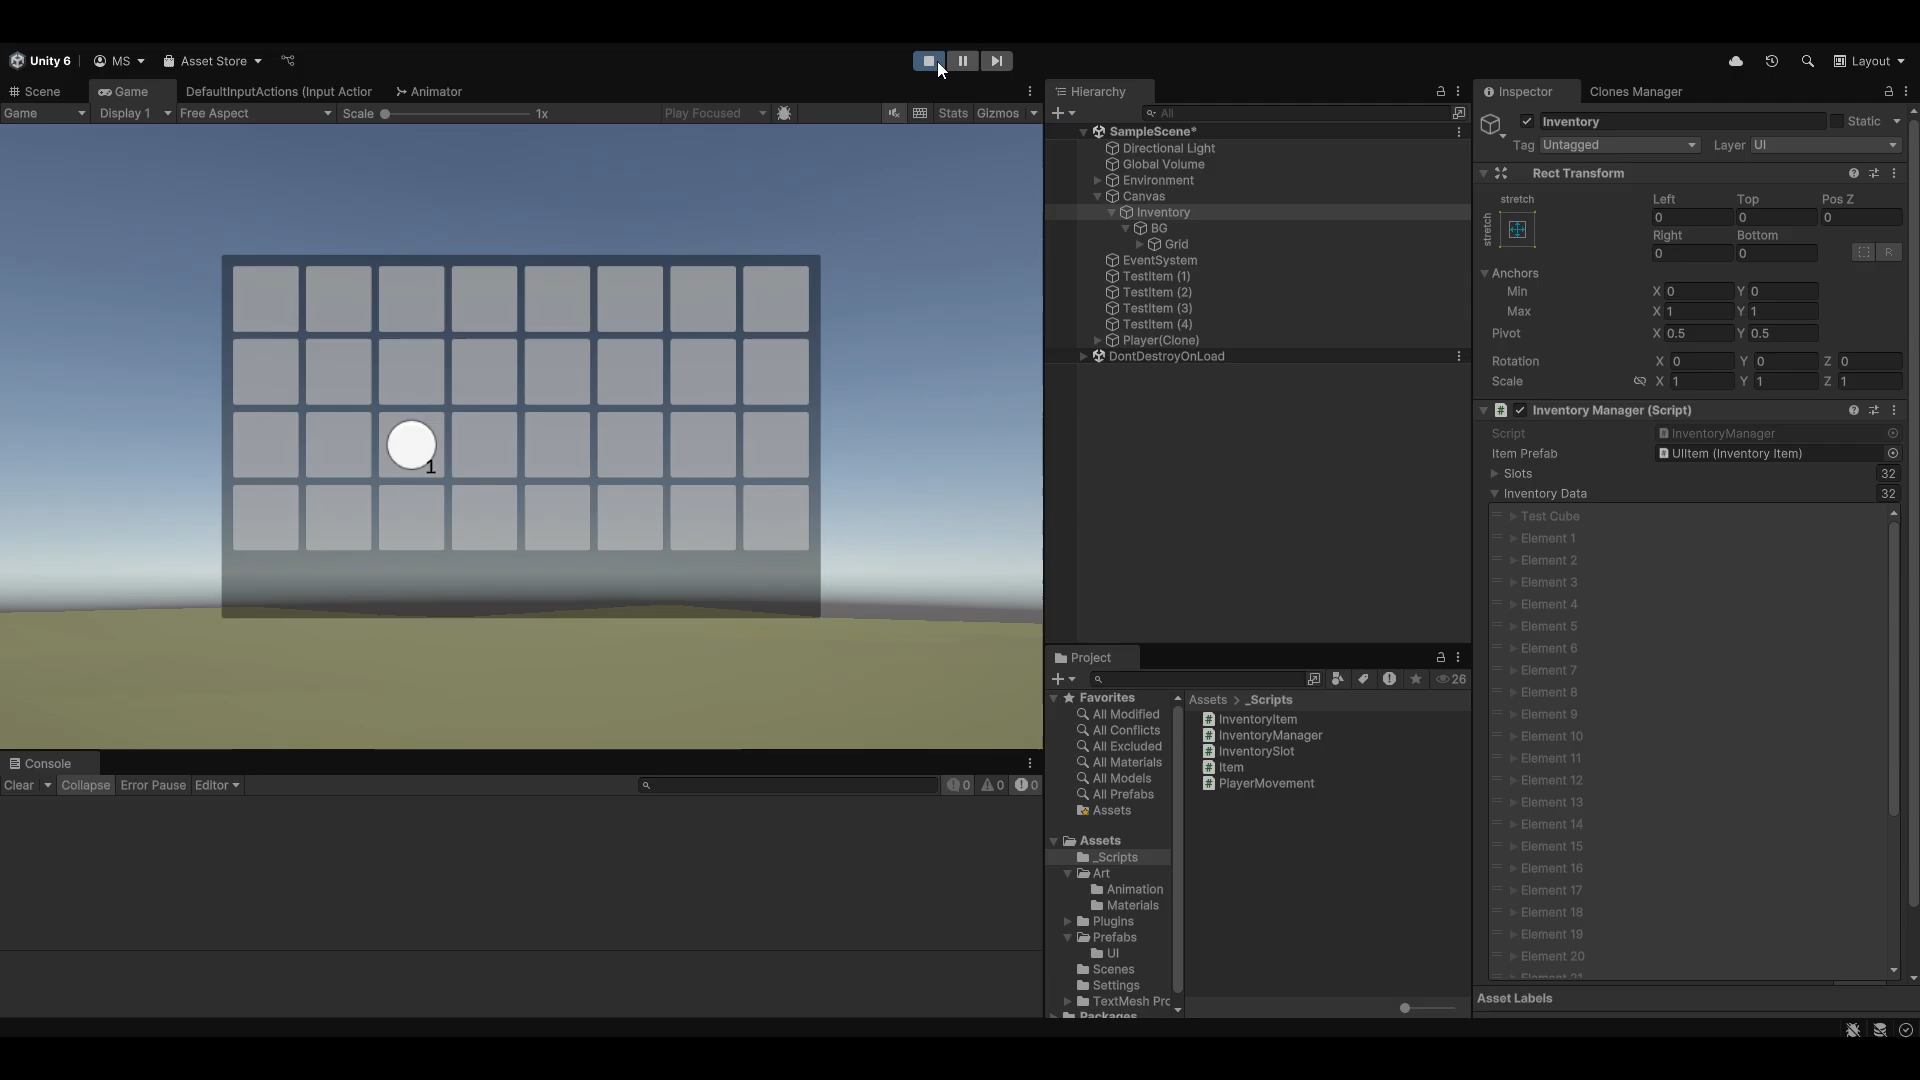 Unity 6
MS
Asset Store
Layout
Scene
Game
DefaultInputActions (Input Action
Animator
Hierarchy
Inspector
Clones Manager
Game
Display 1
Free Aspect
Scale
1x
Play Focused
Stats
Gizmos
All
SampleScene*
Directional Light
Global Volume
Environment
Canvas
Inventory
BG
Grid
EventSystem
TestItem (1)
TestItem (2)
TestItem (3)
TestItem (4)
Player(Clone)
DontDestroyOnLoad
1
Inventory
Static
Tag Untagged
Layer UI
Rect Transform
stretch
stretch
Left Top Pos Z
0 0 0
Right Bottom
0 0
R
Anchors
Min X 0 Y 0
Max X 1 Y 1
Pivot X 0.5 Y 0.5
Rotation X 0 Y 0 Z 0
Scale X 1 Y 1 Z 1
Inventory Manager (Script)
Script InventoryManager
Item Prefab UIItem (Inventory Item)
Slots 32
Inventory Data 32
Test Cube
Element 1
Element 2
Element 3
Element 4
Element 5
Element 6
Element 7
Element 8
Element 9
Element 10
Element 11
Element 12
Element 13
Element 14
Element 15
Element 16
Element 17
Element 18
Element 19
Element 20
Element 21
Asset Labels
Project
26
Favorites
All Modified
All Conflicts
All Excluded
All Materials
All Models
All Prefabs
Assets
Assets
_Scripts
Art
Animation
Materials
Plugins
Prefabs
UI
Scenes
Settings
TextMesh Prc
Packages
Assets > _Scripts
InventoryItem
InventoryManager
InventorySlot
Item
PlayerMovement
Console
Clear
Collapse
Error Pause
Editor
0
0
0